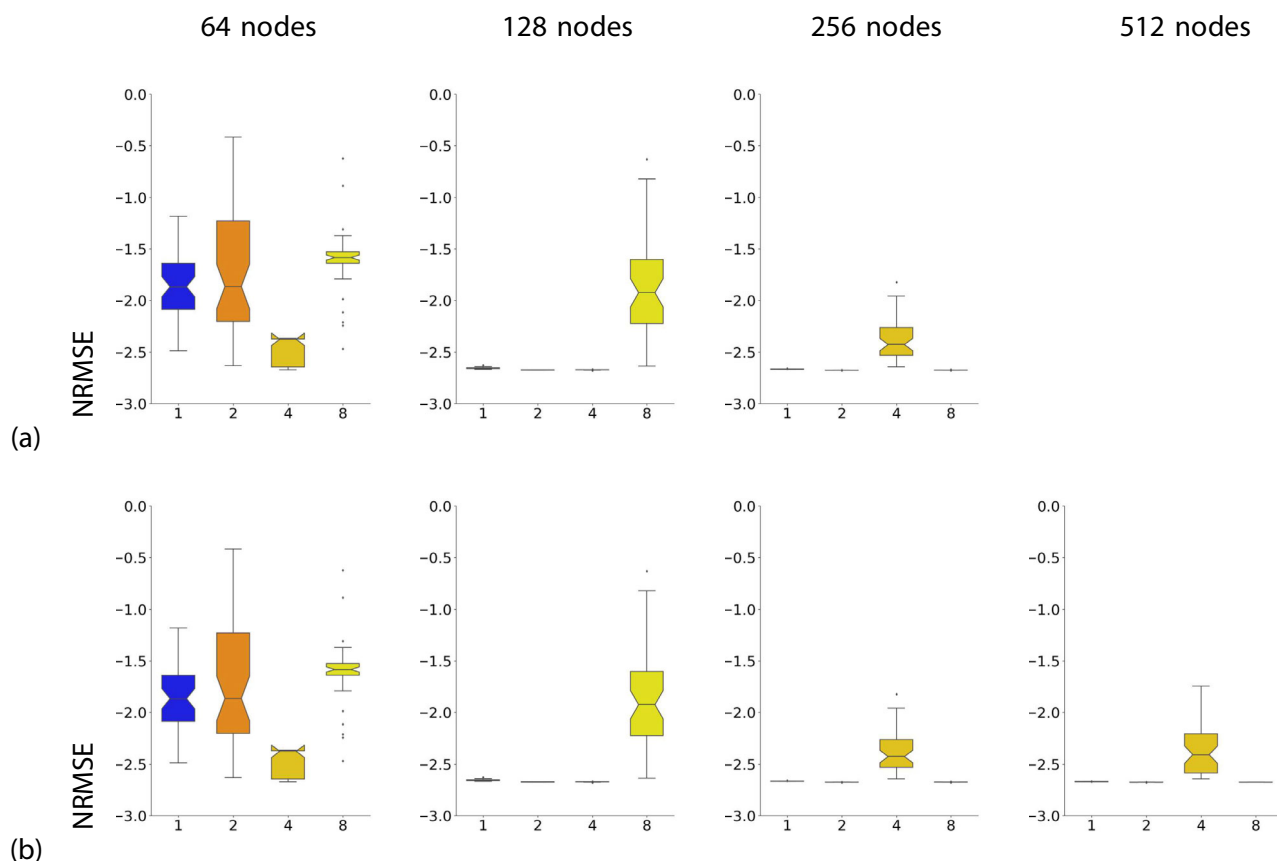 64 nodes 128 nodes 256 nodes 512 nodes
0.0 0.0 0.0
−0.5 −0.5 −0.5
−1.0 −1.0 −1.0
−1.5 −1.5 −1.5
−2.0 −2.0 −2.0
−2.5 −2.5 −2.5
−3.0 −3.0 −3.0
NRMSE
1 2 4 8 1 2 4 8 1 2 4 8
(a)
0.0 0.0 0.0 0.0
−0.5 −0.5 −0.5 −0.5
−1.0 −1.0 −1.0 −1.0
−1.5 −1.5 −1.5 −1.5
−2.0 −2.0 −2.0 −2.0
−2.5 −2.5 −2.5 −2.5
−3.0 −3.0 −3.0 −3.0
NRMSE
1 2 4 8 1 2 4 8 1 2 4 8 1 2 4 8
(b)